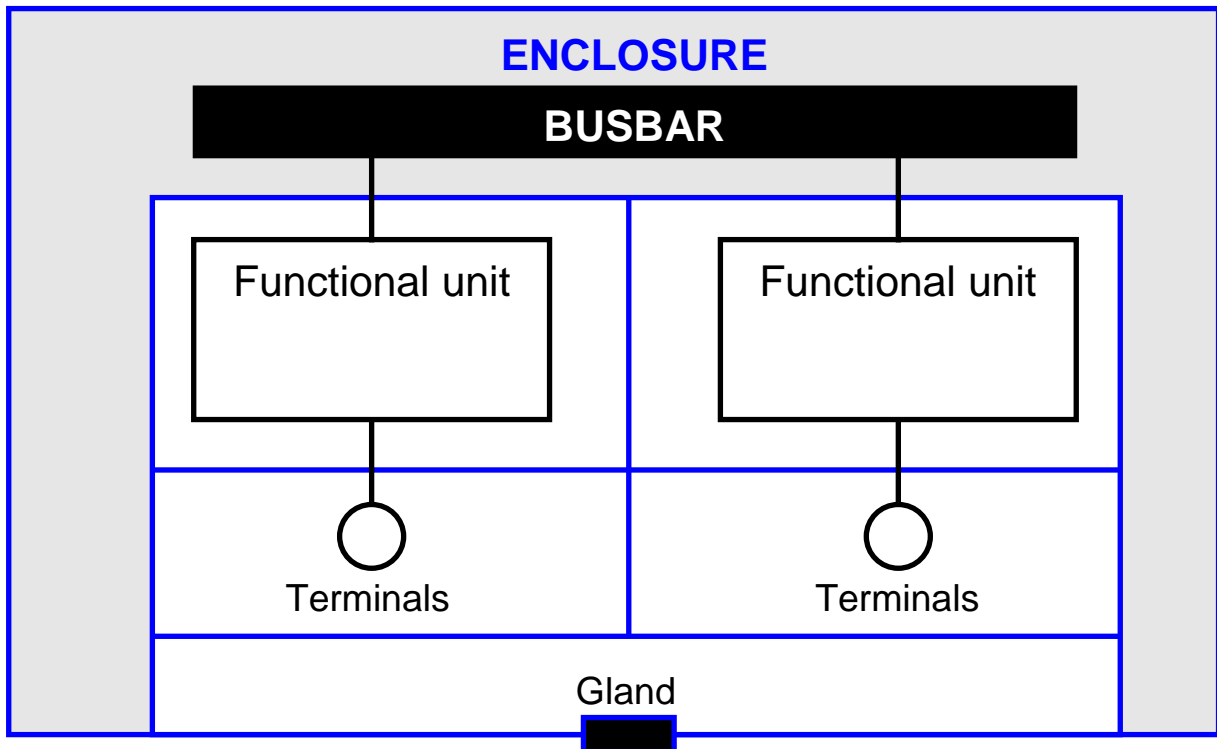 ENCLOSURE
BUSBAR
Functional unit
Functional unit
Terminals
Terminals
Gland